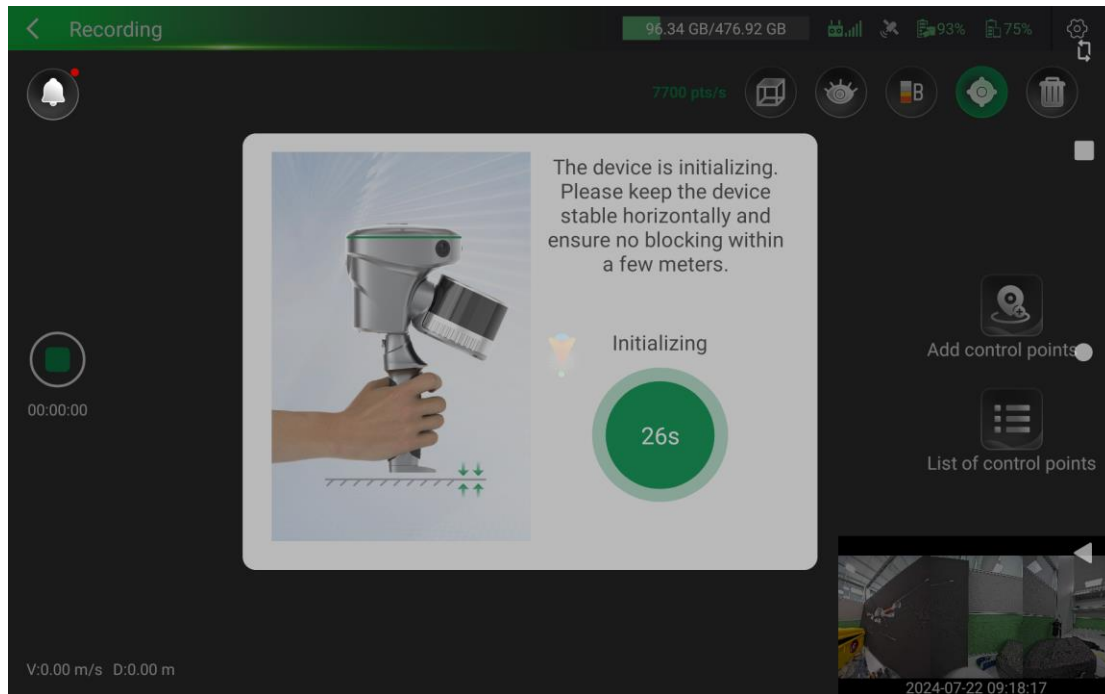 Recording
96.34 GB/476.92 GB
93%
75%
7700 pts/s
B
The device is initializing.
Please keep the device
stable horizontally and
ensure no blocking within
a few meters.
Initializing
26s
00:00:00
Add control points
List of control points
V:0.00 m/s D:0.00 m
2024-07-22 09:18:17